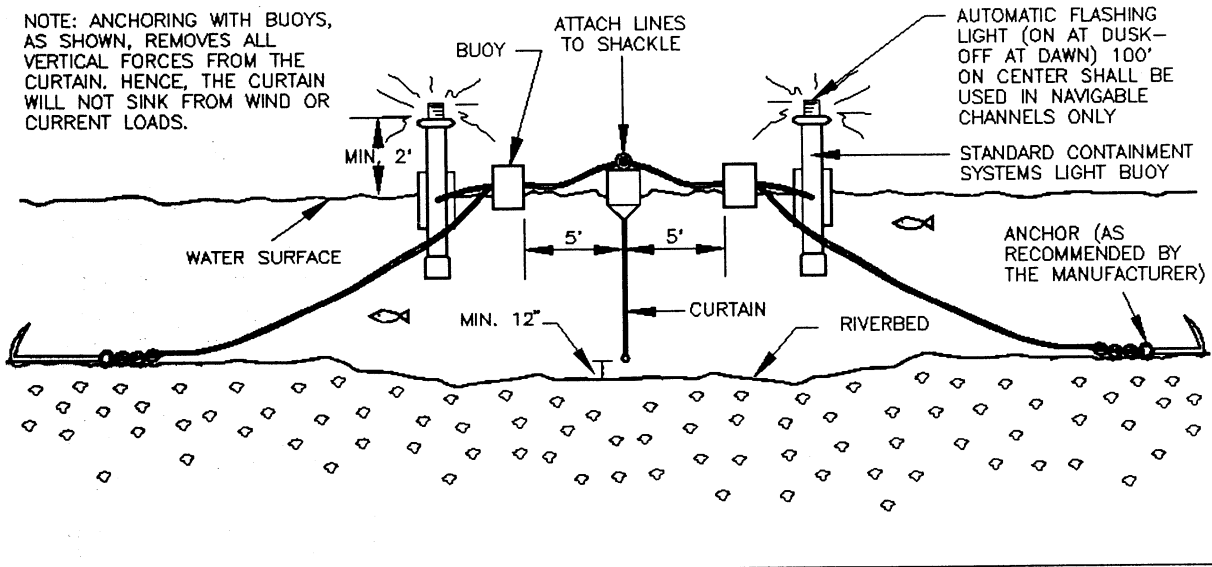 NOTE: ANCHORING WITH BUOYS,
AS SHOWN, REMOVES ALL
VERTICAL FORCES FROM THE
CURTAIN. HENCE, THE CURTAIN
WILL NOT SINK FROM WIND OR
CURRENT LOADS.
BUOY
ATTACH LINES
TO SHACKLE
AUTOMATIC FLASHING
LIGHT (ON AT DUSK–
OFF AT DAWN) 100'
ON CENTER SHALL BE
USED IN NAVIGABLE
CHANNELS ONLY
MIN. 2'
STANDARD CONTAINMENT
SYSTEMS LIGHT BUOY
WATER SURFACE
5'
5'
ANCHOR (AS
RECOMMENDED BY
THE MANUFACTURER)
MIN. 12"
CURTAIN
RIVERBED